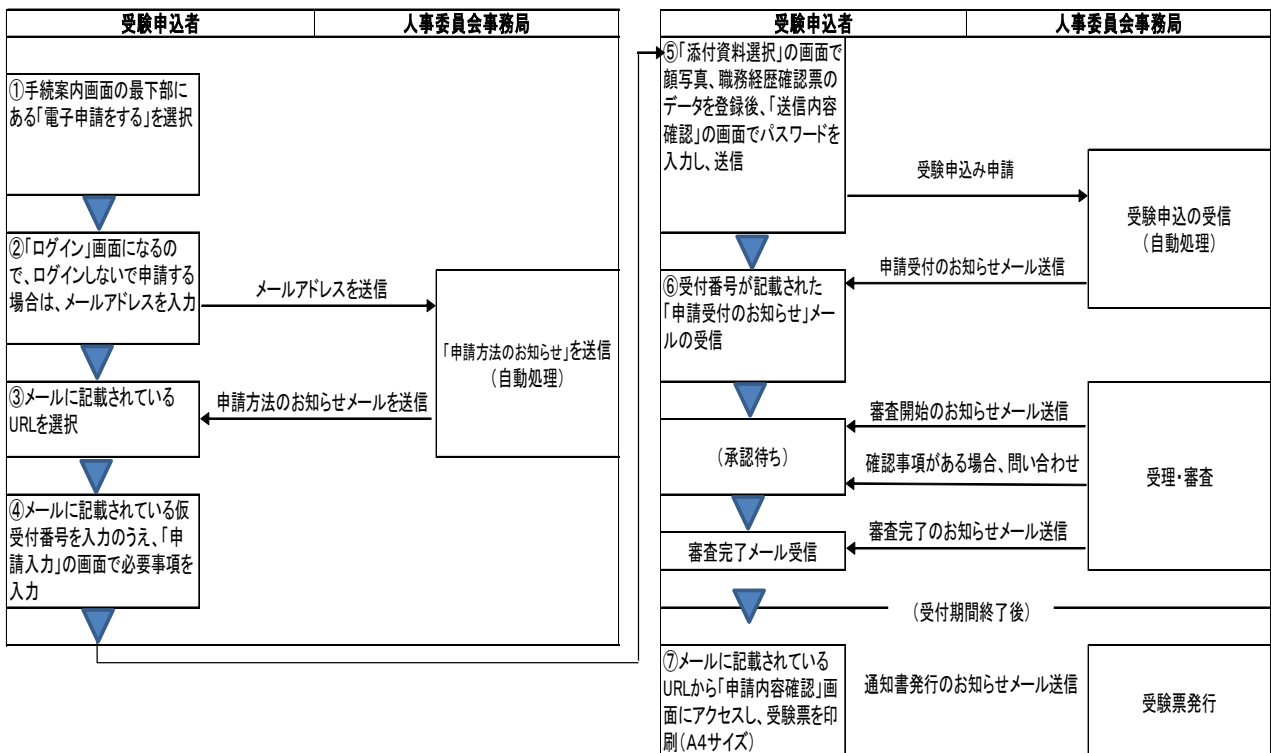 受験申込者
人事委員会事務局
①手続案内画面の最下部に
ある「電子申請をする」を選択
②「ログイン」画面になるの
で、ログインしないで申請する
場合は、メールアドレスを入力
メールアドレスを送信
「申請方法のお知らせ」を送信
(自動処理)
③メールに記載されている
URLを選択
申請方法のお知らせメールを送信
④メールに記載されている仮
受付番号を入力のうえ、「申
請入力」の画面で必要事項を
入力
受験申込者
人事委員会事務局
⑤「添付資料選択」の画面で
顔写真、職務経歴確認票の
データを登録後、「送信内容
確認」の画面でパスワードを
入力し、送信
受験申込み申請
受験申込の受信
(自動処理)
申請受付のお知らせメール送信
⑥受付番号が記載された
「申請受付のお知らせ」メー
ルの受信
審査開始のお知らせメール送信
(承認待ち)
確認事項がある場合、問い合わせ
受理・審査
審査完了のお知らせメール送信
審査完了メール受信
(受付期間終了後)
⑦メールに記載されている
URLから「申請内容確認」画
面にアクセスし、受験票を印
刷(A4サイズ)
通知書発行のお知らせメール送信
受験票発行